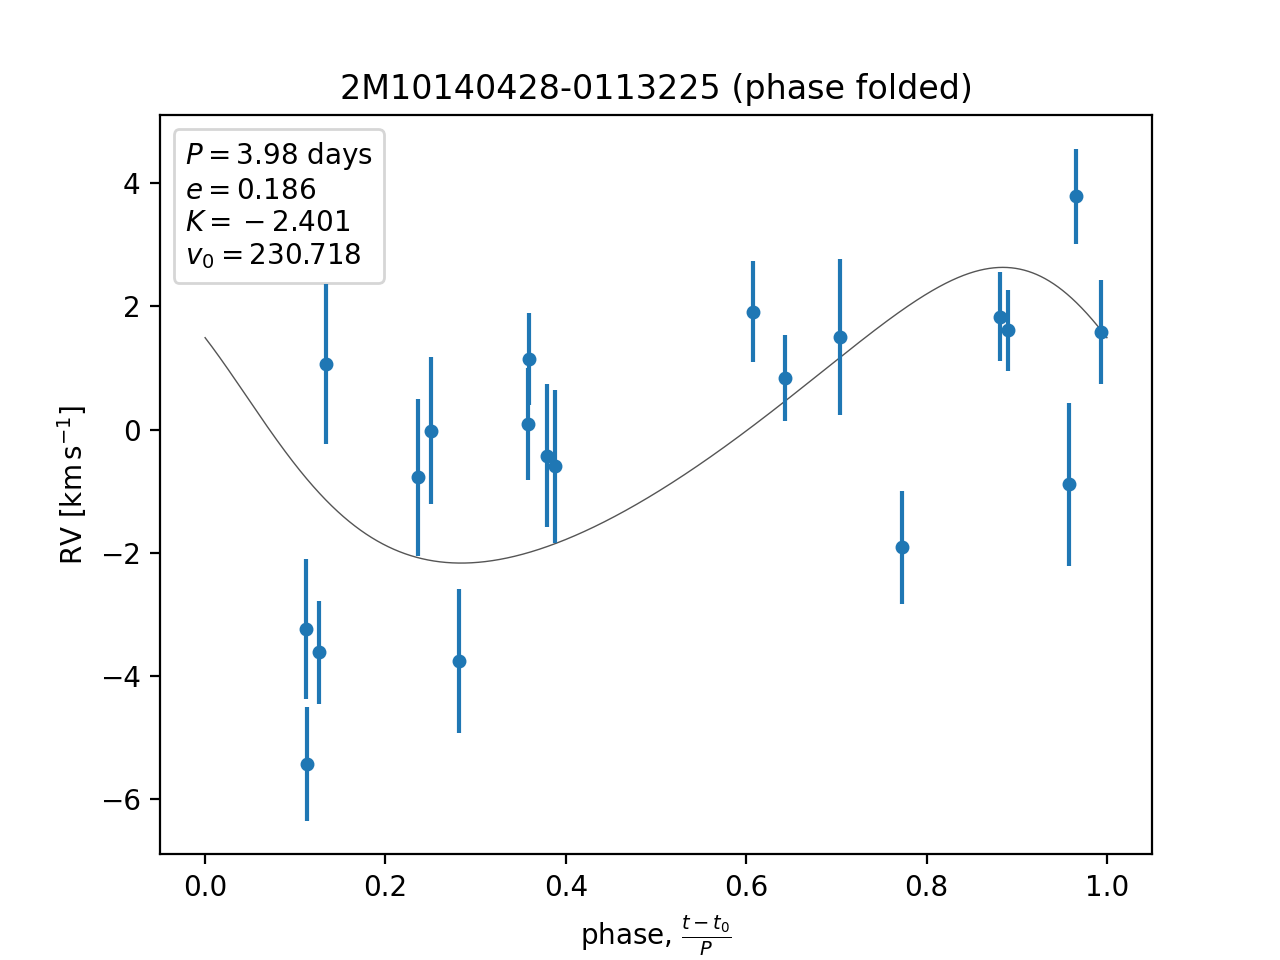 2M10140428-0113225 (phase folded)
P = 3.98 days
e = 0.186
K = −2.401
v₀ = 230.718
4
2
0
−2
−4
−6
RV [km s⁻¹]
0.0 0.2 0.4 0.6 0.8 1.0
phase, (t − t₀)/P